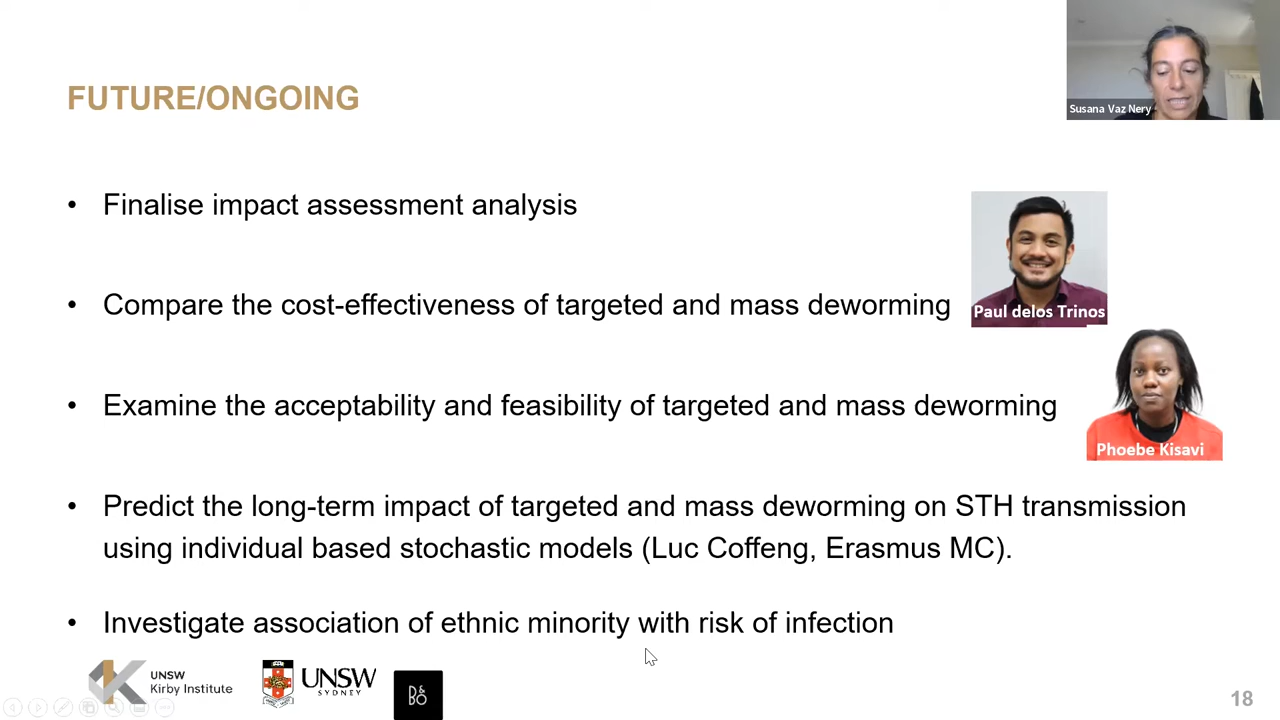 Susana Vaz Nery
FUTURE/ONGOING
• Finalise impact assessment analysis
• Compare the cost-effectiveness of targeted and mass deworming
Paul delos Trinos
• Examine the acceptability and feasibility of targeted and mass deworming
Phoebe Kisavi
• Predict the long-term impact of targeted and mass deworming on STH transmission
using individual based stochastic models (Luc Coffeng, Erasmus MC).
• Investigate association of ethnic minority with risk of infection
UNSW
Kirby Institute
UNSW
SYDNEY
18